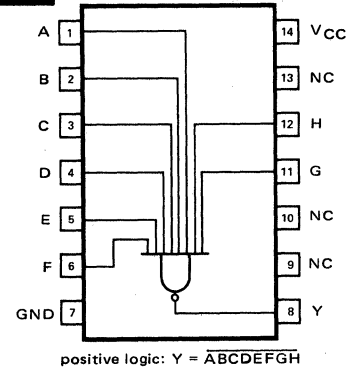 A 1 14 VCC
B 2 13 NC
C 3 12 H
D 4 11 G
E 5 10 NC
F 6 9 NC
GND 7 8 Y
positive logic: Y = A̅B̅C̅D̅E̅F̅G̅H̅